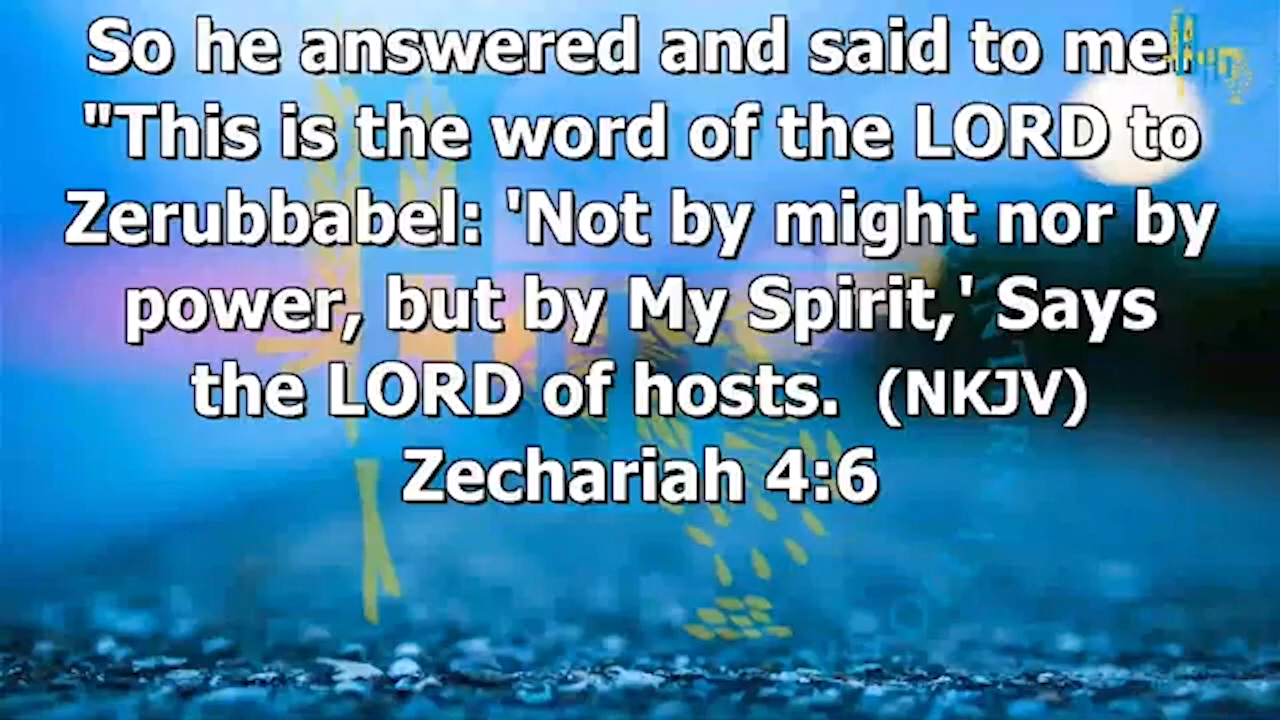 So he answered and said to me
"This is the word of the LORD to
Zerubbabel: 'Not by might nor by
power, but by My Spirit,' Says
the LORD of hosts. (NKJV)
Zechariah 4:6